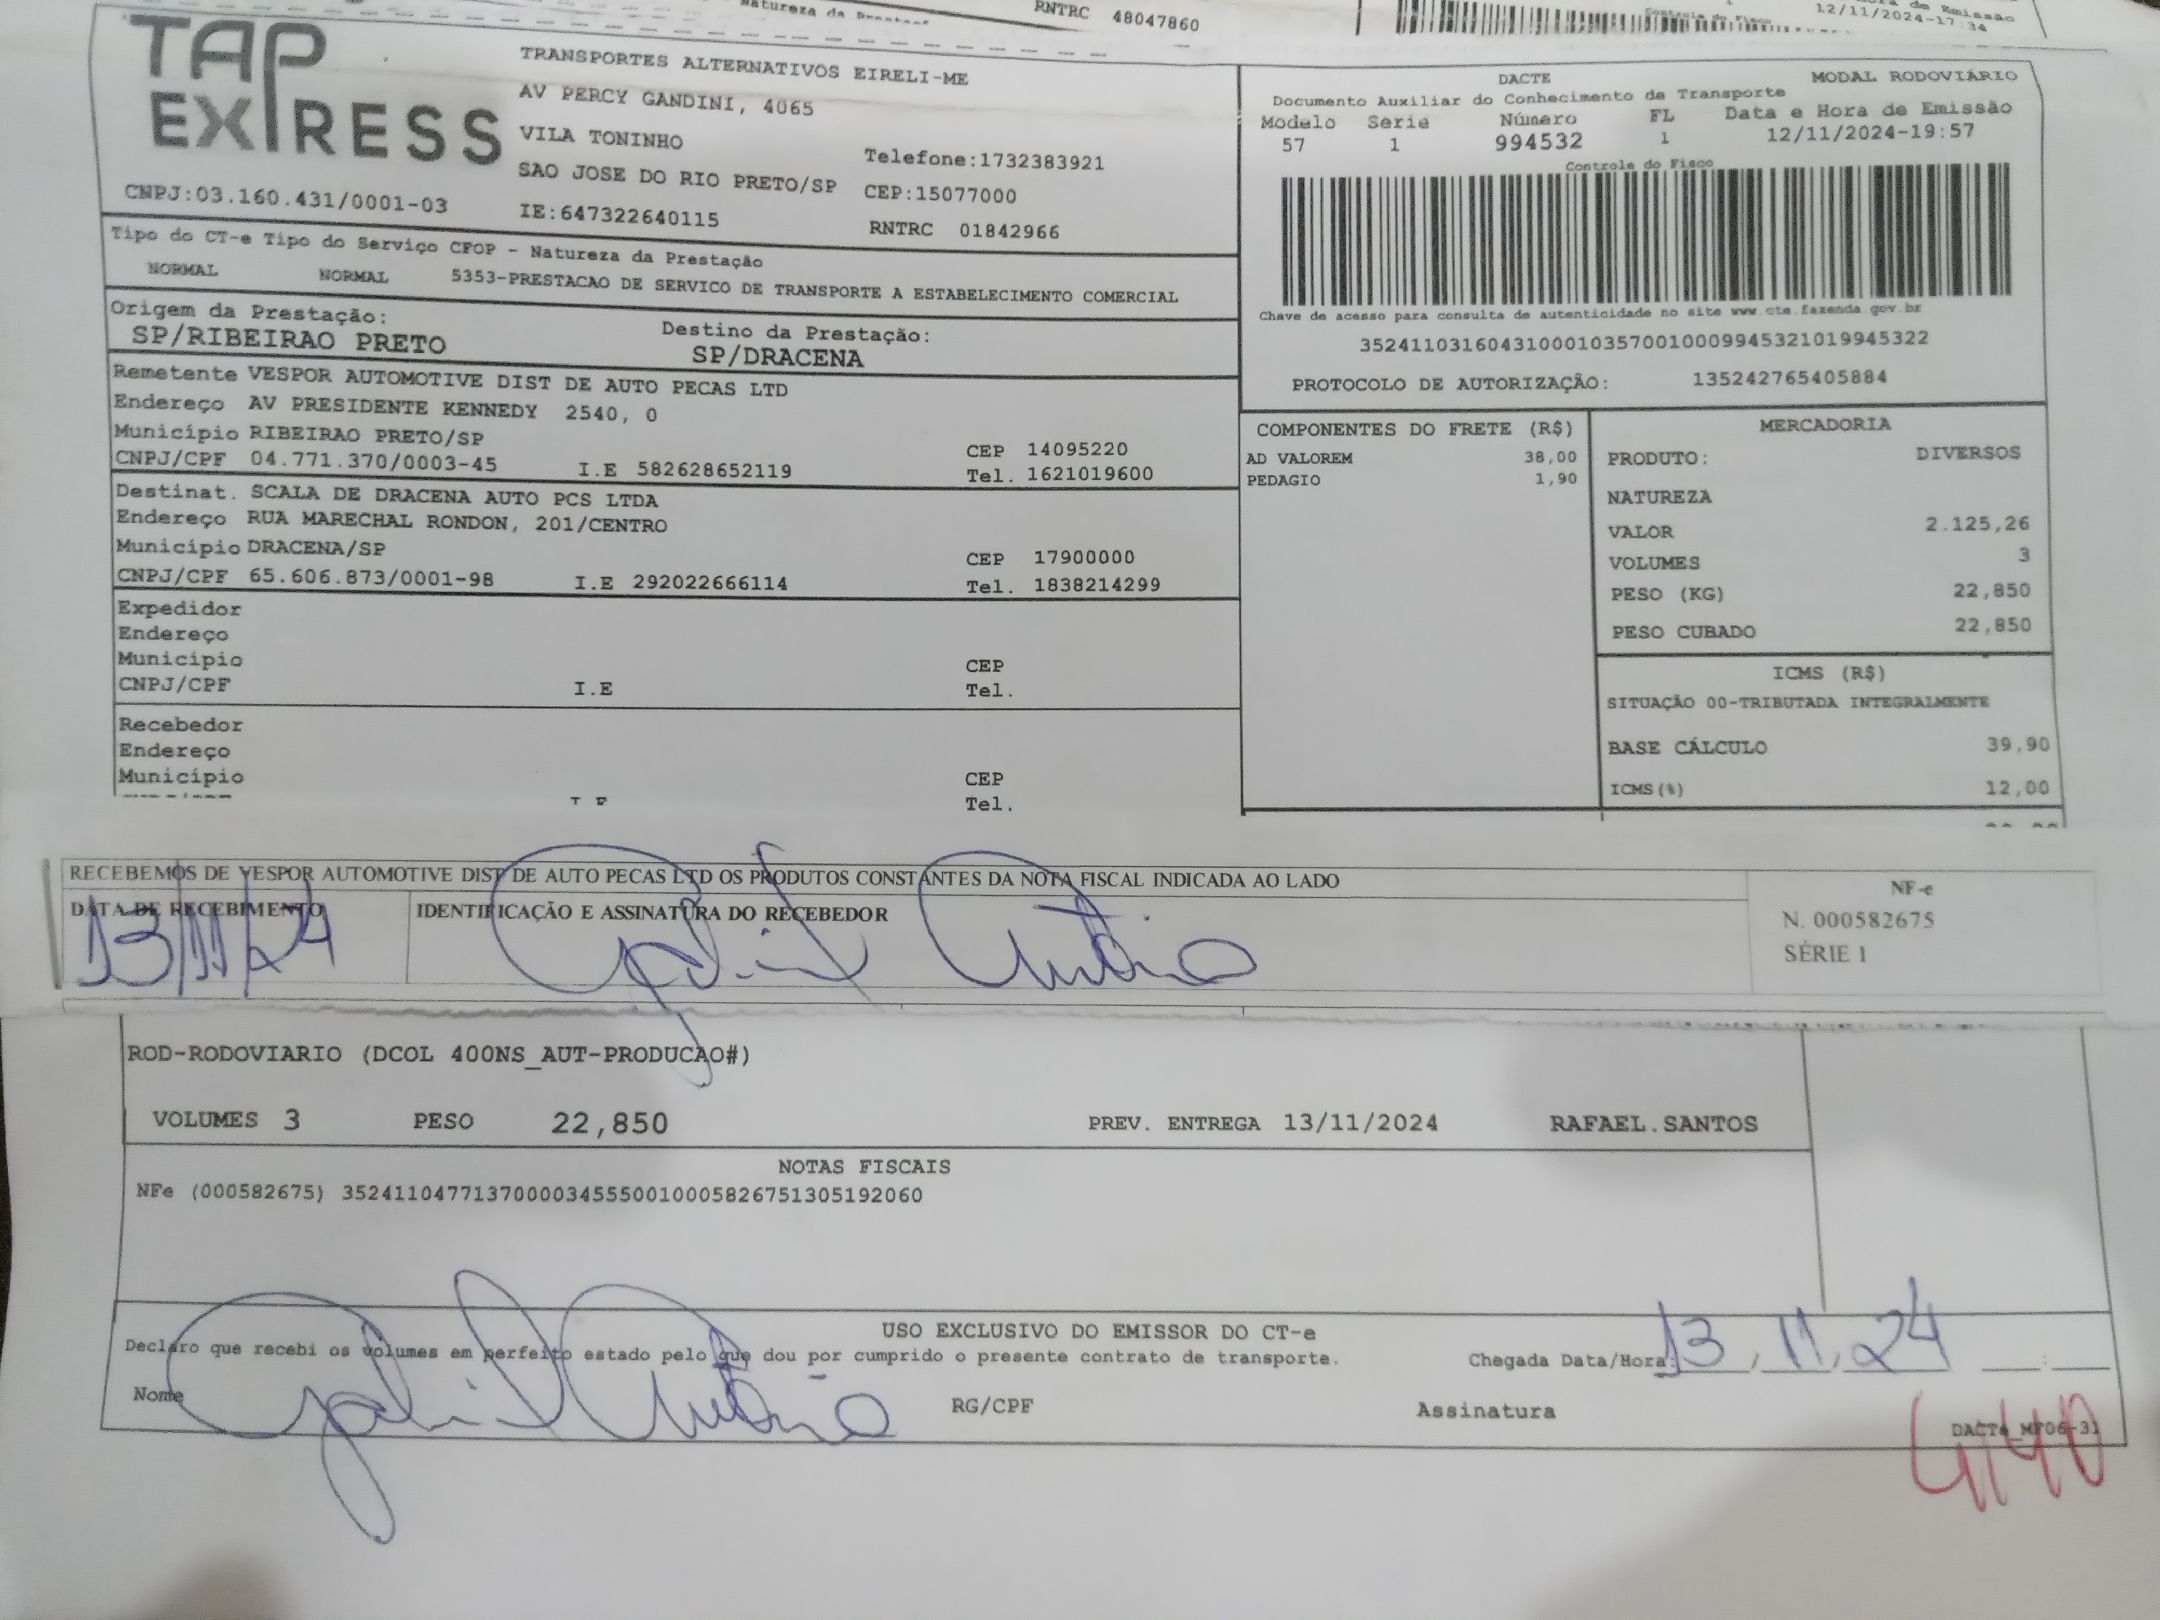 RNTRC 48047860
12/11/2024-17:34
TAP EXPRESS
TRANSPORTES ALTERNATIVOS EIRELI-ME
AV PERCY GANDINI, 4065
VILA TONINHO
Telefone:1732383921
SAO JOSE DO RIO PRETO/SP CEP:15077000
CNPJ:03.160.431/0001-03
IE:647322640115 RNTRC 01842966
DACTE MODAL RODOVIÁRIO
Documento Auxiliar do Conhecimento de Transporte
Modelo Serie Número FL Data e Hora de Emissão
57 1 994532 1 12/11/2024-19:57
Controle do Fisco
Chave de acesso para consulta de autenticidade no site www.cte.fazenda.gov.br
35241103160431000103570010009945321019945322
PROTOCOLO DE AUTORIZAÇÃO: 135242765405884
Tipo do CT-e Tipo do Serviço CFOP - Natureza da Prestação
NORMAL NORMAL 5353-PRESTACAO DE SERVICO DE TRANSPORTE A ESTABELECIMENTO COMERCIAL
Origem da Prestação: Destino da Prestação:
SP/RIBEIRAO PRETO SP/DRACENA
Remetente VESPOR AUTOMOTIVE DIST DE AUTO PECAS LTD
Endereço AV PRESIDENTE KENNEDY 2540, 0
Município RIBEIRAO PRETO/SP CEP 14095220
CNPJ/CPF 04.771.370/0003-45 I.E 582628652119 Tel. 1621019600
Destinat. SCALA DE DRACENA AUTO PCS LTDA
Endereço RUA MARECHAL RONDON, 201/CENTRO
Município DRACENA/SP CEP 17900000
CNPJ/CPF 65.606.873/0001-98 I.E 292022666114 Tel. 1838214299
Expedidor
Endereço
Município CEP
CNPJ/CPF I.E Tel.
Recebedor
Endereço
Município CEP
Tel.
COMPONENTES DO FRETE (R$)
AD VALOREM 38,00
PEDAGIO 1,90
MERCADORIA
PRODUTO: DIVERSOS
NATUREZA
VALOR 2.125,26
VOLUMES 3
PESO (KG) 22,850
PESO CUBADO 22,850
ICMS (R$)
SITUAÇÃO 00-TRIBUTADA INTEGRALMENTE
BASE CÁLCULO 39,90
ICMS(%) 12,00
RECEBEMOS DE VESPOR AUTOMOTIVE DIST DE AUTO PECAS LTD OS PRODUTOS CONSTANTES DA NOTA FISCAL INDICADA AO LADO
DATA DE RECEBIMENTO IDENTIFICAÇÃO E ASSINATURA DO RECEBEDOR
13/11/24
NF-e
N. 000582675
SÉRIE 1
ROD-RODOVIARIO (DCOL 400NS_AUT-PRODUCAO#)
VOLUMES 3 PESO 22,850 PREV. ENTREGA 13/11/2024 RAFAEL.SANTOS
NOTAS FISCAIS
NFe (000582675) 35241104771370000345550010005826751305192060
USO EXCLUSIVO DO EMISSOR DO CT-e
Declaro que recebi os volumes em perfeito estado pelo que dou por cumprido o presente contrato de transporte.
Chegada Data/Hora: 13, 11, 24
Nome RG/CPF Assinatura